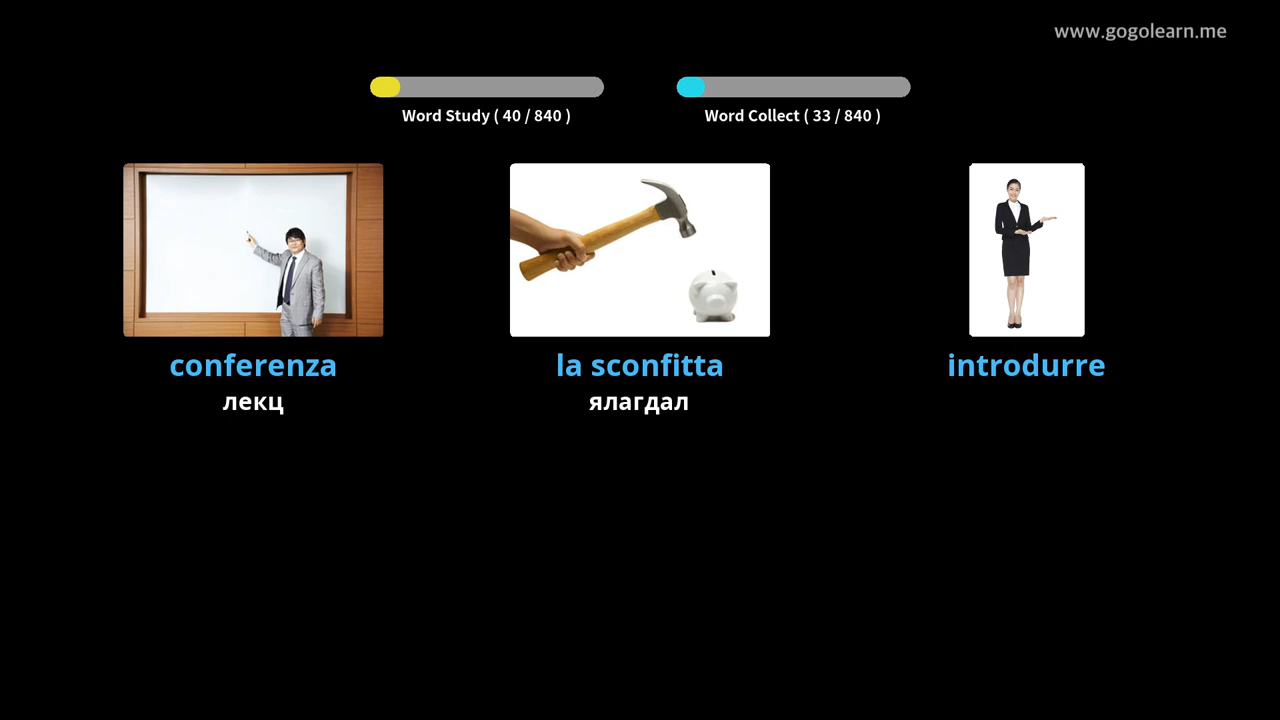 www.gogolearn.me
Word Study ( 40 / 840 )
Word Collect ( 33 / 840 )
conferenza
лекц
la sconfitta
ялагдал
introdurre